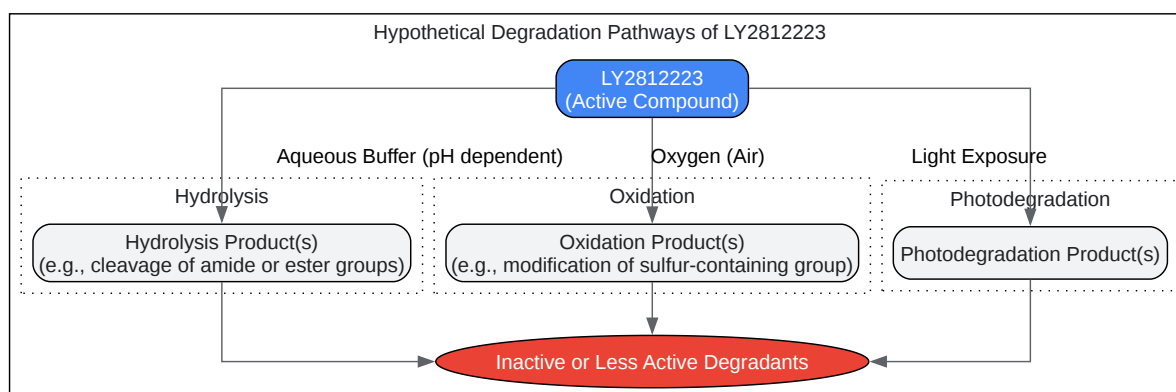 Hypothetical Degradation Pathways of LY2812223
LY2812223
(Active Compound)
Aqueous Buffer (pH dependent)
Oxygen (Air)
Light Exposure
Hydrolysis
Oxidation
Photodegradation
Hydrolysis Product(s)
(e.g., cleavage of amide or ester groups)
Oxidation Product(s)
(e.g., modification of sulfur-containing group)
Photodegradation Product(s)
Inactive or Less Active Degradants